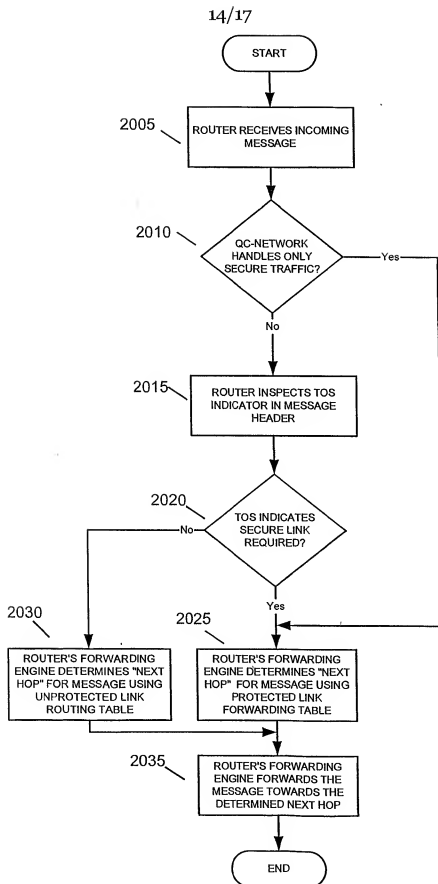 14/17
START
2005
ROUTER RECEIVES INCOMING
MESSAGE
2010
QC-NETWORK
HANDLES ONLY
SECURE TRAFFIC?
Yes
No
2015
ROUTER INSPECTS TOS
INDICATOR IN MESSAGE
HEADER
2020
TOS INDICATES
SECURE LINK
REQUIRED?
No
Yes
2030
ROUTER'S FORWARDING
ENGINE DETERMINES "NEXT
HOP" FOR MESSAGE USING
UNPROTECTED LINK
ROUTING TABLE
2025
ROUTER'S FORWARDING
ENGINE DETERMINES "NEXT
HOP" FOR MESSAGE USING
PROTECTED LINK
FORWARDING TABLE
2035
ROUTER'S FORWARDING
ENGINE FORWARDS THE
MESSAGE TOWARDS THE
DETERMINED NEXT HOP
END